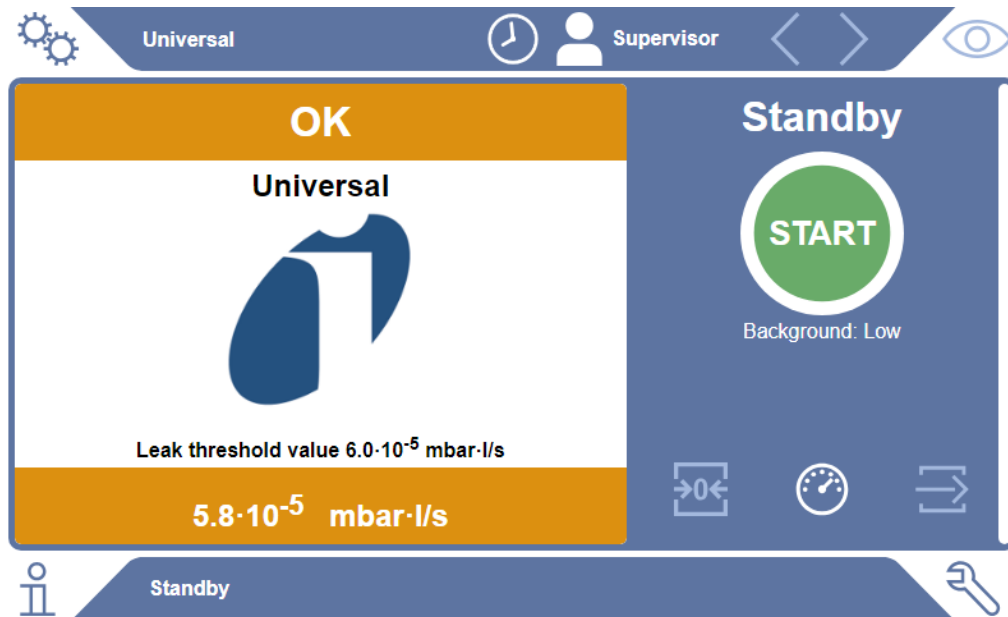 Universal
Supervisor
OK
Universal
Leak threshold value 6.0·10⁻⁵ mbar·l/s
5.8·10⁻⁵ mbar·l/s
Standby
START
Background: Low
→0←
Standby